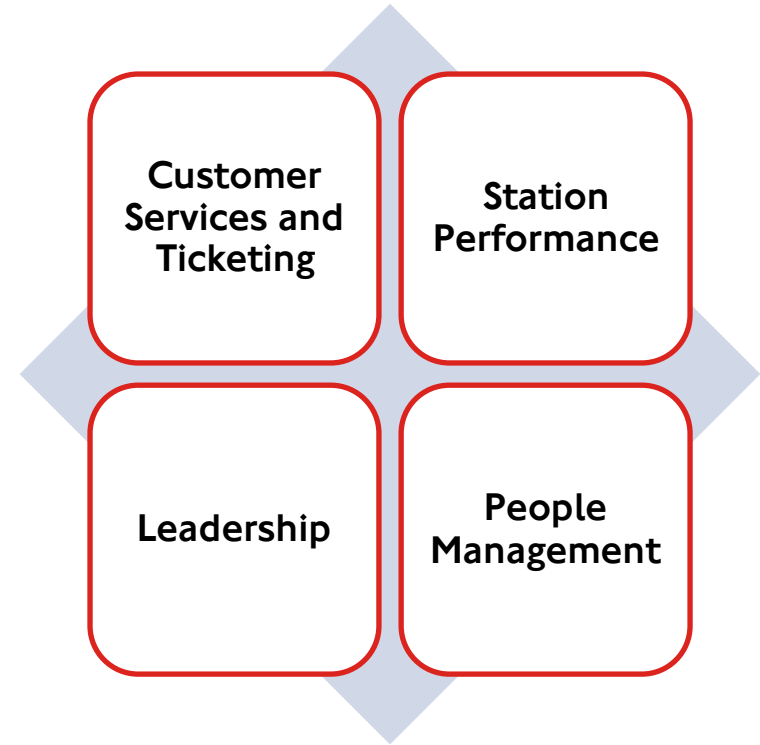 Customer
Services and
Ticketing
Station
Performance
Leadership
People
Management